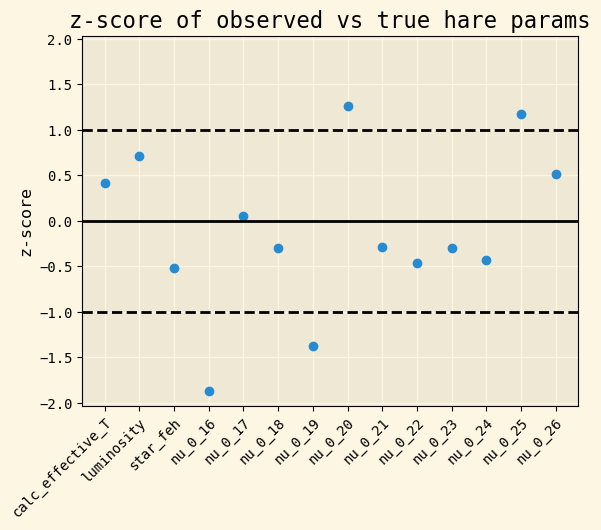 z-score of observed vs true hare params
z-score
2.0
1.5
1.0
0.5
0.0
−0.5
−1.0
−1.5
−2.0
calc_effective_T
luminosity
star_feh
nu_0_16
nu_0_17
nu_0_18
nu_0_19
nu_0_20
nu_0_21
nu_0_22
nu_0_23
nu_0_24
nu_0_25
nu_0_26